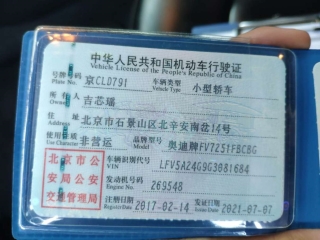 中华人民共和国机动车行驶证
Vehicle License of the People's Republic of China
号牌号码 京CLD791 车辆类型 小型轿车
Plate No. Vehicle Type
所有人 吉芯瑶
Owner
住址 北京市石景山区北辛安南岔14号
Address
使用性质 非营运 品牌型号 奥迪牌FV7251FBCBG
Use Character Model
北京市公安局公安交通管理局
车辆识别代号 LFV5A24G9G3081684
VIN
发动机号码 269548
Engine No.
注册日期 2017-02-14 发证日期 2021-07-07
Register Date Issue Date